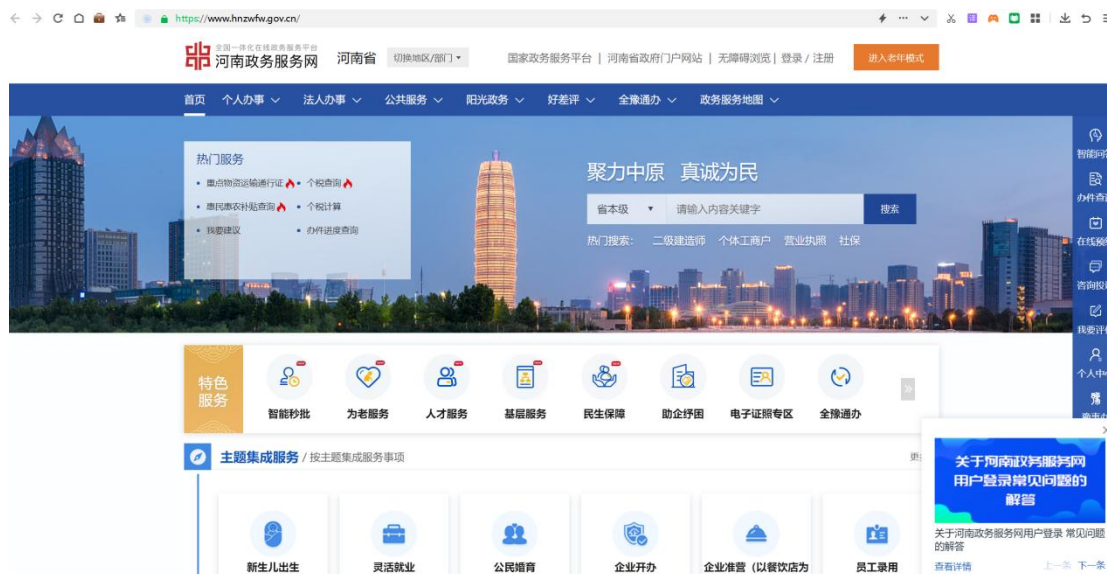 https://www.hnzwfw.gov.cn/
全国一体化在线政务服务平台
河南政务服务网
河南省
切换地区/部门
国家政务服务平台 | 河南省政府门户网站 | 无障碍浏览 | 登录 / 注册
进入老年模式
首页 个人办事 法人办事 公共服务 阳光政务 好差评 全豫通办 政务服务地图
热门服务
• 重点物资运输通行证 • 个税查询
• 惠民惠农补贴查询 • 个税计算
• 我要建议 • 办件进度查询
聚力中原 真诚为民
省本级 请输入内容关键字 搜索
热门搜索: 二级建造师 个体工商户 营业执照 社保
智能问
办件查
在线预
咨询投
我要评
个人中
特色
服务
智能秒批 为老服务 人才服务 基层服务 民生保障 助企纾困 电子证照专区 全豫通办
主题集成服务 / 按主题集成服务事项
更
新生儿出生 灵活就业 公民婚育 企业开办 企业准营（以餐饮店为 员工录用
关于河南政务服务网
用户登录常见问题的
解答
关于河南政务服务网用户登录 常见问题
的解答
查看详情 上一条 下一条